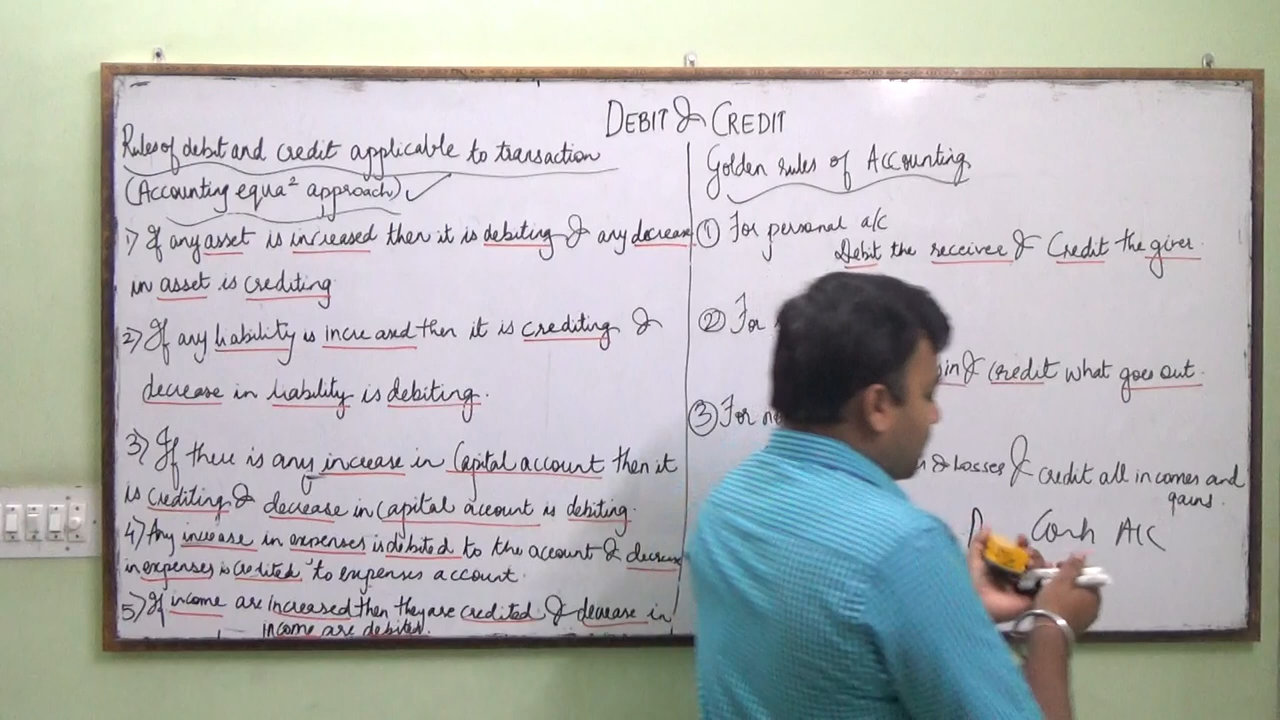 DEBIT & CREDIT
Rules of debit and credit applicable to transaction
(Accounting equa² approach) ✓
1) If any asset is increased then it is debiting & any decrease
in asset is crediting
2) If any liability is increased then it is crediting &
decrease in liability is debiting.
3) If there is any increase in Capital account then it
is crediting & decrease in capital account is debiting.
4) Any increase in expenses is debited to the account & decrease
in expenses is credited to expenses account.
5) If income are increased then they are credited & decrease in
income are debited.
Golden rules of Accounting
① For personal a/c
Debit the receiver & Credit the giver.
② For
in & credit what goes out.
③ For
& losses & credit all incomes and
gains.
Cash A/C